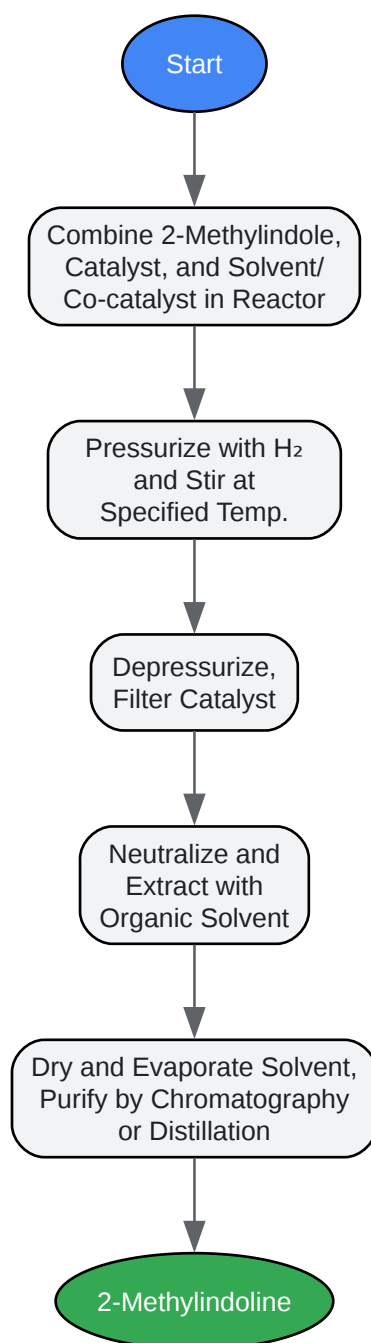 Start
Combine 2-Methylindole,
Catalyst, and Solvent/
Co-catalyst in Reactor
Pressurize with H₂
and Stir at
Specified Temp.
Depressurize,
Filter Catalyst
Neutralize and
Extract with
Organic Solvent
Dry and Evaporate Solvent,
Purify by Chromatography
or Distillation
2-Methylindoline